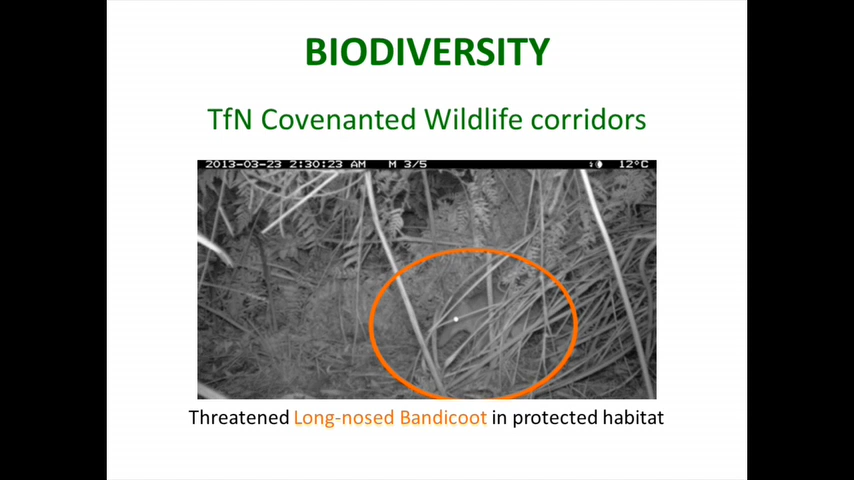 BIODIVERSITY
TfN Covenanted Wildlife corridors
2013-03-23 2:30:23 AM M 3/5 12°C
Threatened Long-nosed Bandicoot in protected habitat